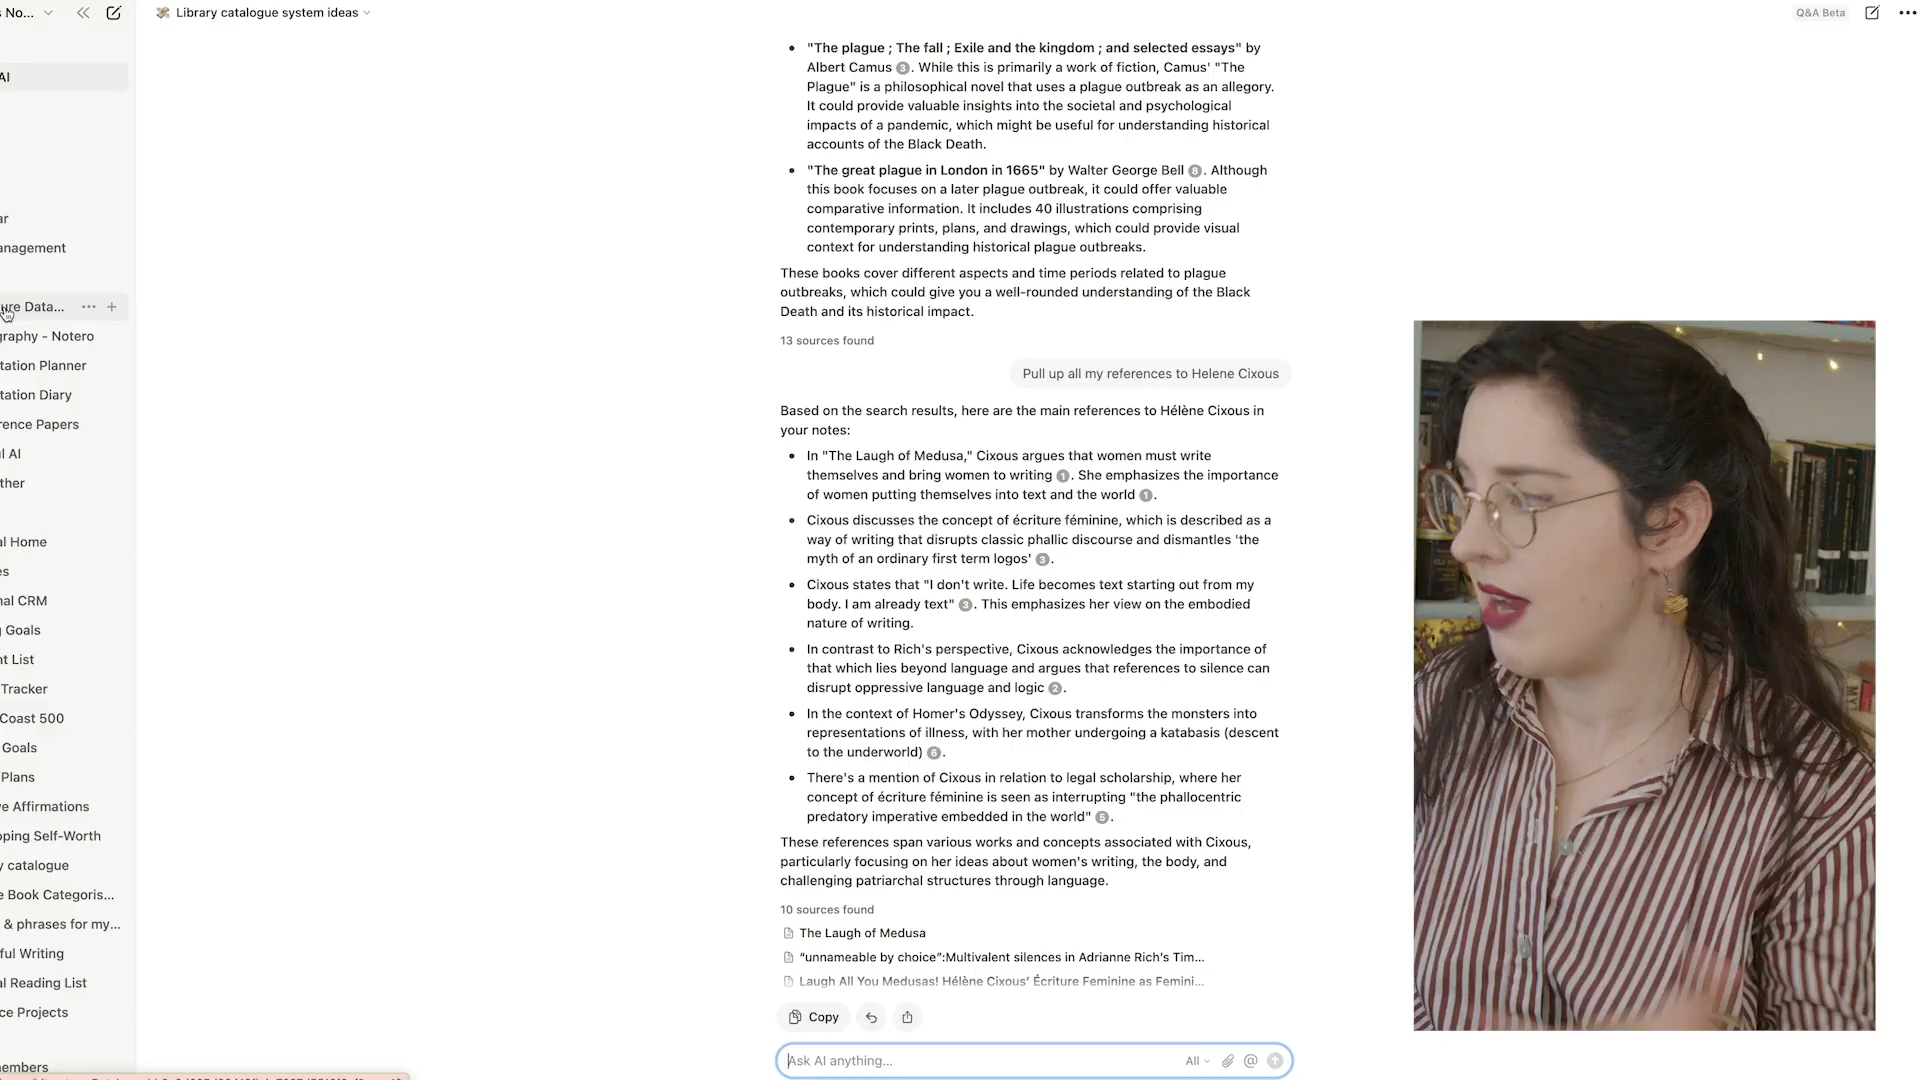 s No...
Library catalogue system ideas
Q&A Beta
AI
ar
anagement
ure Data...
graphy - Notero
tation Planner
tation Diary
rence Papers
ul AI
ther
al Home
es
nal CRM
g Goals
nt List
Tracker
Coast 500
Goals
Plans
ve Affirmations
oping Self-Worth
y catalogue
e Book Categoris...
& phrases for my...
ful Writing
al Reading List
ce Projects
embers
• "The plague ; The fall ; Exile and the kingdom ; and selected essays" by
Albert Camus 3. While this is primarily a work of fiction, Camus' "The
Plague" is a philosophical novel that uses a plague outbreak as an allegory.
It could provide valuable insights into the societal and psychological
impacts of a pandemic, which might be useful for understanding historical
accounts of the Black Death.
• "The great plague in London in 1665" by Walter George Bell 8. Although
this book focuses on a later plague outbreak, it could offer valuable
comparative information. It includes 40 illustrations comprising
contemporary prints, plans, and drawings, which could provide visual
context for understanding historical plague outbreaks.
These books cover different aspects and time periods related to plague
outbreaks, which could give you a well-rounded understanding of the Black
Death and its historical impact.
13 sources found
Pull up all my references to Helene Cixous
Based on the search results, here are the main references to Hélène Cixous in
your notes:
• In "The Laugh of Medusa," Cixous argues that women must write
themselves and bring women to writing 1. She emphasizes the importance
of women putting themselves into text and the world 1.
• Cixous discusses the concept of écriture féminine, which is described as a
way of writing that disrupts classic phallic discourse and dismantles 'the
myth of an ordinary first term logos' 3.
• Cixous states that "I don't write. Life becomes text starting out from my
body. I am already text" 3. This emphasizes her view on the embodied
nature of writing.
• In contrast to Rich's perspective, Cixous acknowledges the importance of
that which lies beyond language and argues that references to silence can
disrupt oppressive language and logic 2.
• In the context of Homer's Odyssey, Cixous transforms the monsters into
representations of illness, with her mother undergoing a katabasis (descent
to the underworld) 6.
• There's a mention of Cixous in relation to legal scholarship, where her
concept of écriture féminine is seen as interrupting "the phallocentric
predatory imperative embedded in the world" 5.
These references span various works and concepts associated with Cixous,
particularly focusing on her ideas about women's writing, the body, and
challenging patriarchal structures through language.
10 sources found
The Laugh of Medusa
“unnameable by choice”:Multivalent silences in Adrianne Rich’s Tim...
Laugh All You Medusas! Hélène Cixous’ Écriture Feminine as Femini...
Copy
Ask AI anything...
All